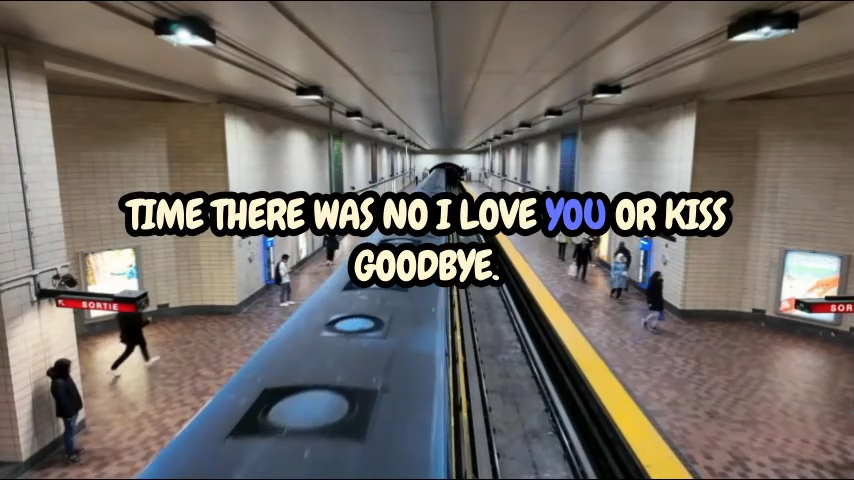 TIME THERE WAS NO I LOVE YOU OR KISS
GOODBYE.
SORTIE
SOR